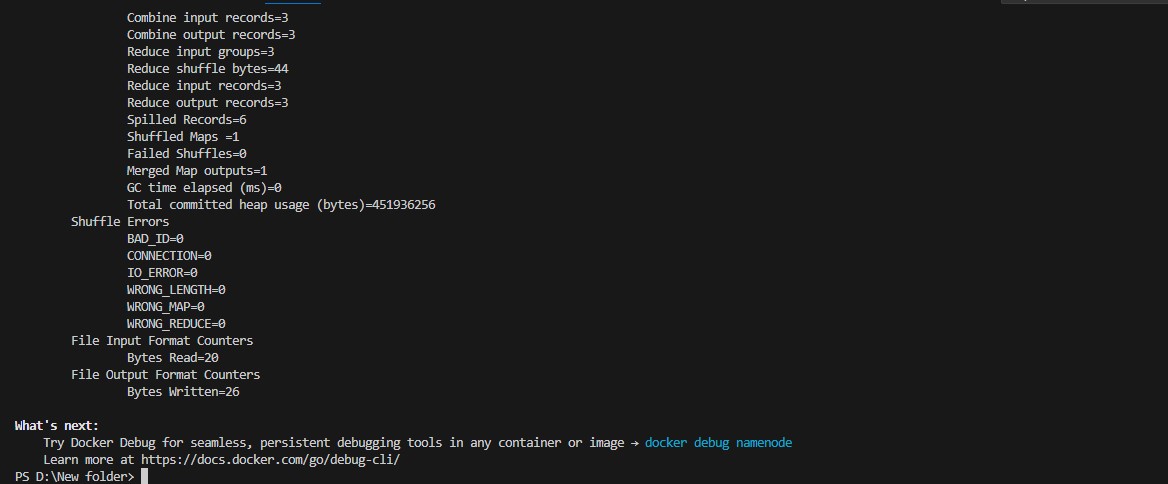 Combine input records=3
Combine output records=3
Reduce input groups=3
Reduce shuffle bytes=44
Reduce input records=3
Reduce output records=3
Spilled Records=6
Shuffled Maps =1
Failed Shuffles=0
Merged Map outputs=1
GC time elapsed (ms)=0
Total committed heap usage (bytes)=451936256
Shuffle Errors
BAD_ID=0
CONNECTION=0
IO_ERROR=0
WRONG_LENGTH=0
WRONG_MAP=0
WRONG_REDUCE=0
File Input Format Counters
Bytes Read=20
File Output Format Counters
Bytes Written=26
What's next:
Try Docker Debug for seamless, persistent debugging tools in any container or image → docker debug namenode
Learn more at https://docs.docker.com/go/debug-cli/
PS D:\New folder>